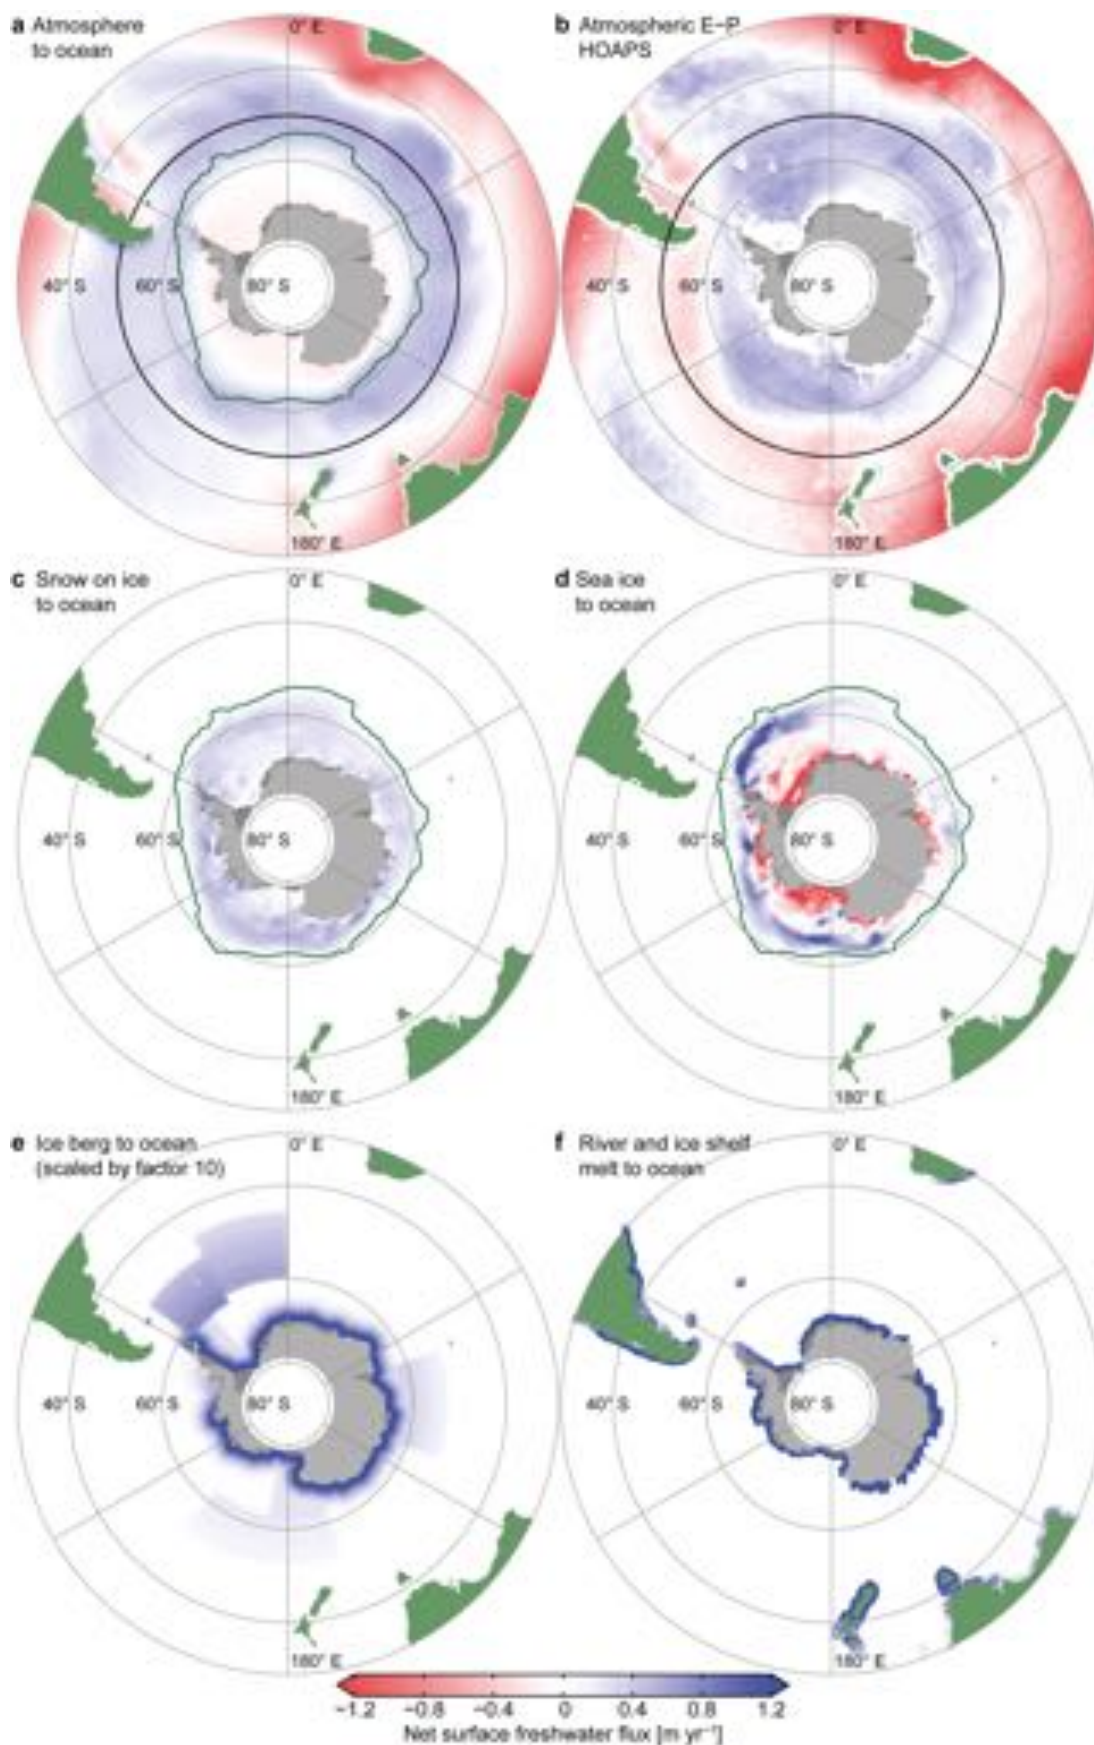 a Atmosphere
to ocean
0° E
40° S
60° S
80° S
180° E
b Atmospheric E−P
HOAPS
0° E
40° S
60° S
80° S
180° E
c Snow on ice
to ocean
0° E
40° S
60° S
80° S
180° E
d Sea ice
to ocean
0° E
40° S
60° S
80° S
180° E
e Ice berg to ocean
(scaled by factor 10)
0° E
40° S
60° S
80° S
180° E
f River and ice shelf
melt to ocean
0° E
40° S
60° S
80° S
180° E
−1.2 −0.8 −0.4 0 0.4 0.8 1.2
Net surface freshwater flux [m yr⁻¹]